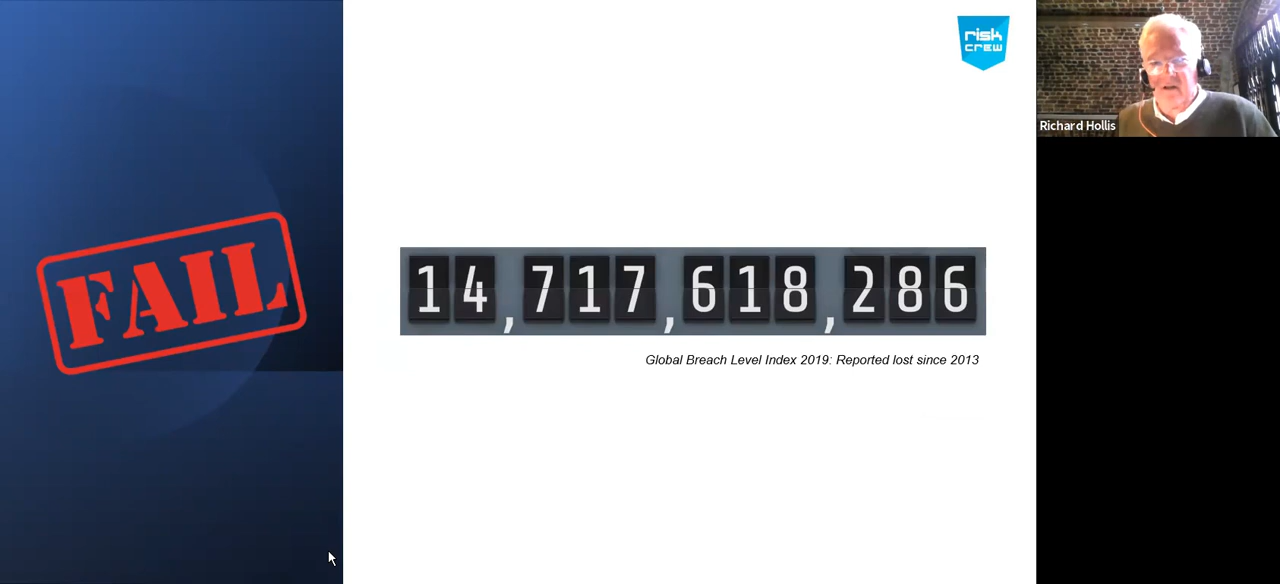 FAIL
risk
crew
Richard Hollis
14,717,618,286
Global Breach Level Index 2019: Reported lost since 2013